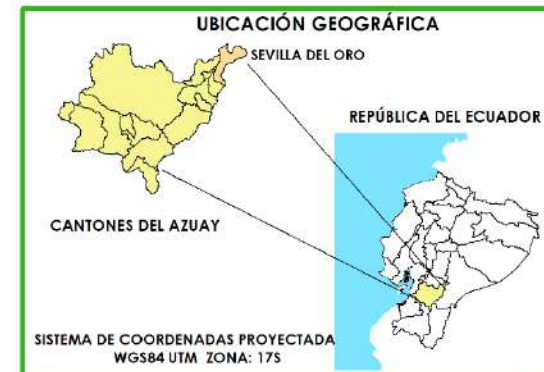 UBICACIÓN GEOGRÁFICA
SEVILLA DEL ORO
REPÚBLICA DEL ECUADOR
CANTONES DEL AZUAY
SISTEMA DE COORDENADAS PROYECTADA
WGS84 UTM ZONA: 17S